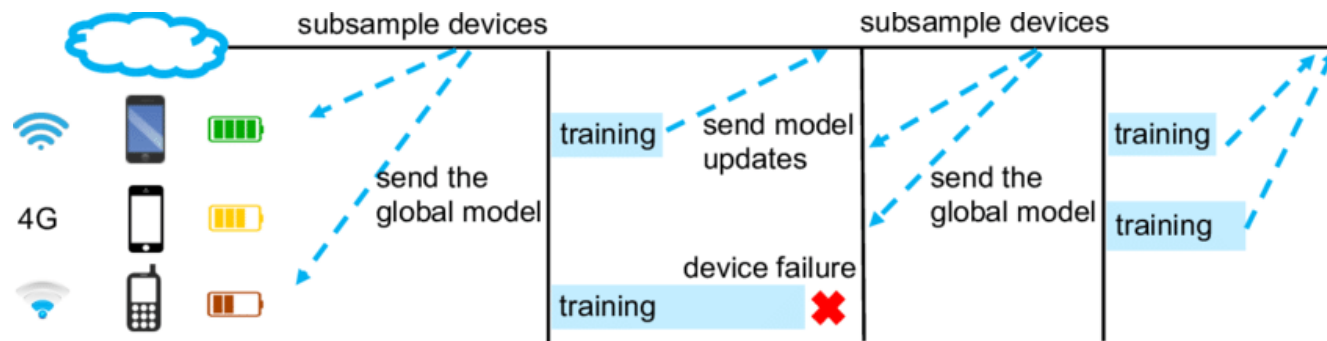 subsample devices
subsample devices
training
send model
updates
training
send the
global model
send the
global model
4G
training
device failure
training